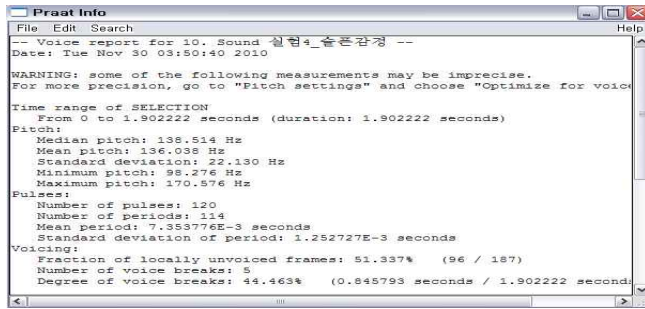 Praat Info
File Edit Search Help
-- Voice report for 10. Sound 실험4_슬픈감정 --
Date: Tue Nov 30 03:50:40 2010
WARNING: some of the following measurements may be imprecise.
For more precision, go to "Pitch settings" and choose "Optimize for voice
Time range of SELECTION
From 0 to 1.902222 seconds (duration: 1.902222 seconds)
Pitch:
Median pitch: 138.514 Hz
Mean pitch: 136.038 Hz
Standard deviation: 22.130 Hz
Minimum pitch: 98.276 Hz
Maximum pitch: 170.576 Hz
Pulses:
Number of pulses: 120
Number of periods: 114
Mean period: 7.353776E-3 seconds
Standard deviation of period: 1.252727E-3 seconds
Voicing:
Fraction of locally unvoiced frames: 51.337% (96 / 187)
Number of voice breaks: 5
Degree of voice breaks: 44.463% (0.845793 seconds / 1.902222 second